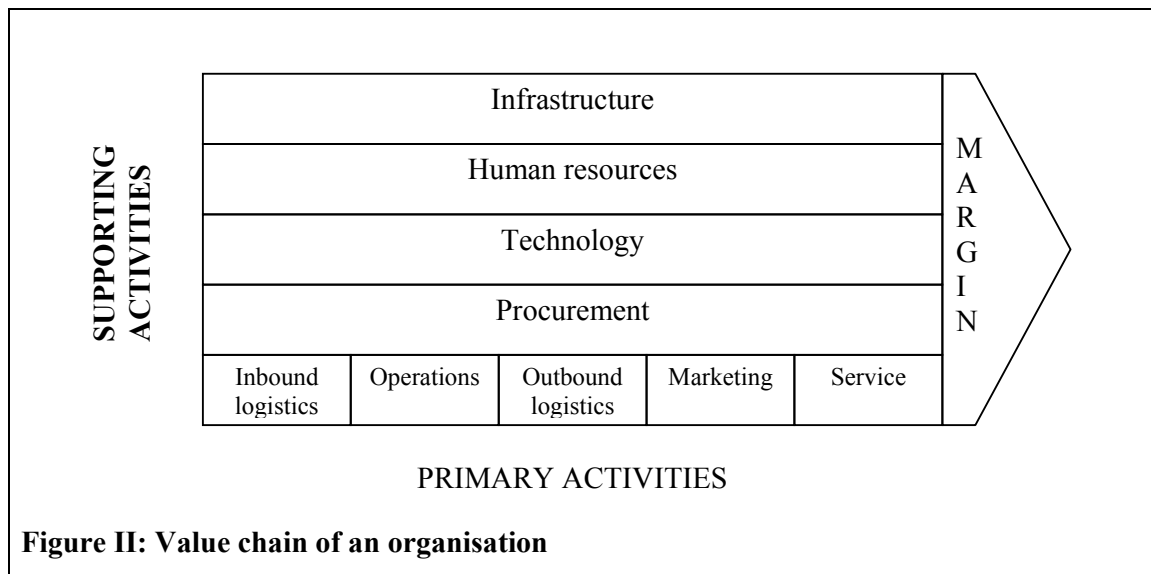 Infrastructure
Human resources
Technology
Procurement
SUPPORTING
ACTIVITIES
MARGIN
Inbound
logistics
Operations
Outbound
logistics
Marketing
Service
PRIMARY ACTIVITIES
Figure II: Value chain of an organisation